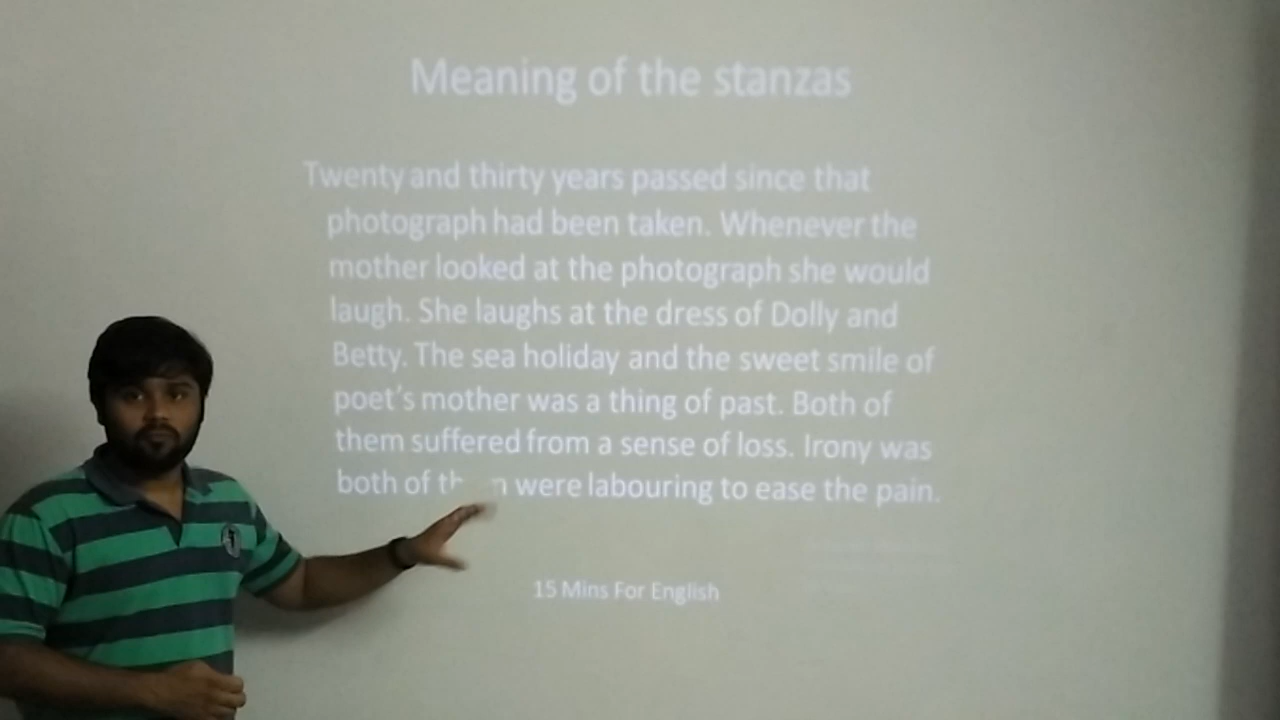 Meaning of the stanzas
Twenty and thirty years passed since that
photograph had been taken. Whenever the
mother looked at the photograph she would
laugh. She laughs at the dress of Dolly and
Betty. The sea holiday and the sweet smile of
poet's mother was a thing of past. Both of
them suffered from a sense of loss. Irony was
both of were labouring to ease the pain.
15 Mins For English